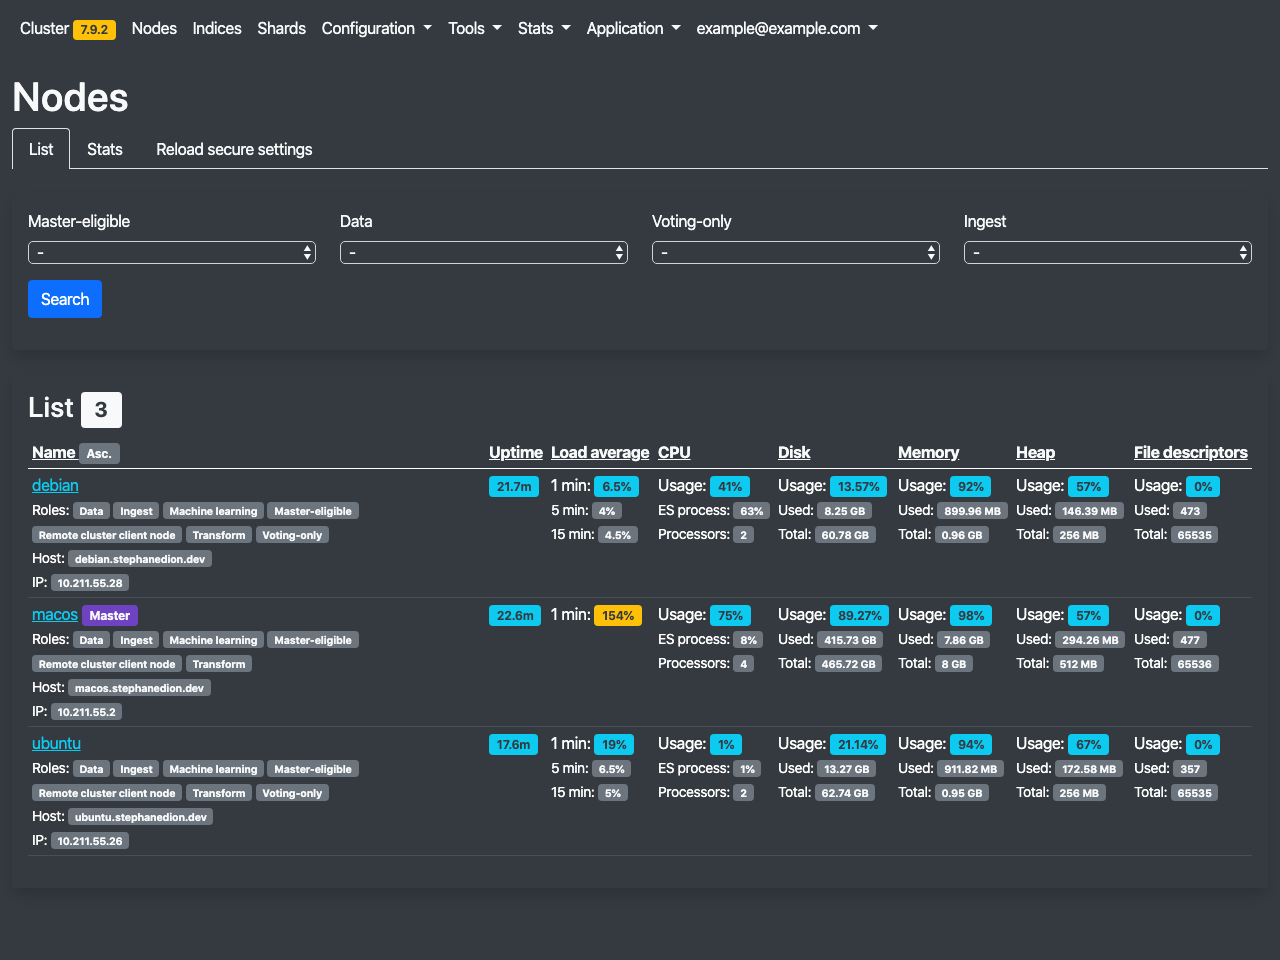 Cluster 7.9.2 Nodes Indices Shards Configuration Tools Stats Application example@example.com
Nodes
List Stats Reload secure settings
Master-eligible Data Voting-only Ingest
- - - -
Search
List 3
Name Asc. Uptime Load average CPU Disk Memory Heap File descriptors
debian 21.7m 1 min: 6.5% Usage: 41% Usage: 13.57% Usage: 92% Usage: 57% Usage: 0%
Roles: Data Ingest Machine learning Master-eligible 5 min: 4% ES process: 63% Used: 8.25 GB Used: 899.96 MB Used: 146.39 MB Used: 473
Remote cluster client node Transform Voting-only 15 min: 4.5% Processors: 2 Total: 60.78 GB Total: 0.96 GB Total: 256 MB Total: 65535
Host: debian.stephanedion.dev
IP: 10.211.55.28
macos Master 22.6m 1 min: 154% Usage: 75% Usage: 89.27% Usage: 98% Usage: 57% Usage: 0%
Roles: Data Ingest Machine learning Master-eligible ES process: 8% Used: 415.73 GB Used: 7.86 GB Used: 294.26 MB Used: 477
Remote cluster client node Transform Processors: 4 Total: 465.72 GB Total: 8 GB Total: 512 MB Total: 65536
Host: macos.stephanedion.dev
IP: 10.211.55.2
ubuntu 17.6m 1 min: 19% Usage: 1% Usage: 21.14% Usage: 94% Usage: 67% Usage: 0%
Roles: Data Ingest Machine learning Master-eligible 5 min: 6.5% ES process: 1% Used: 13.27 GB Used: 911.82 MB Used: 172.58 MB Used: 357
Remote cluster client node Transform Voting-only 15 min: 5% Processors: 2 Total: 62.74 GB Total: 0.95 GB Total: 256 MB Total: 65535
Host: ubuntu.stephanedion.dev
IP: 10.211.55.26